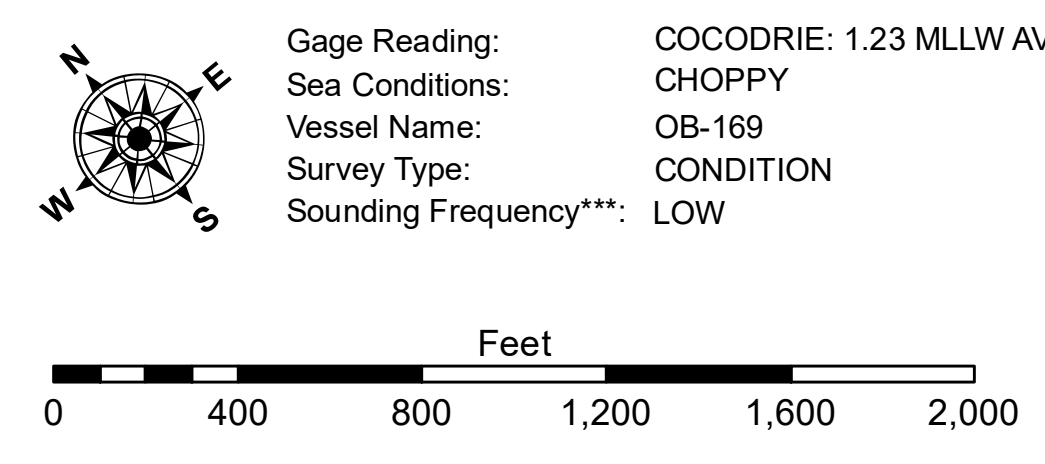 N
E
W
S
Gage Reading: COCODRIE: 1.23 MLLW AV
Sea Conditions: CHOPPY
Vessel Name: OB-169
Survey Type: CONDITION
Sounding Frequency***: LOW
Feet
0 400 800 1,200 1,600 2,000